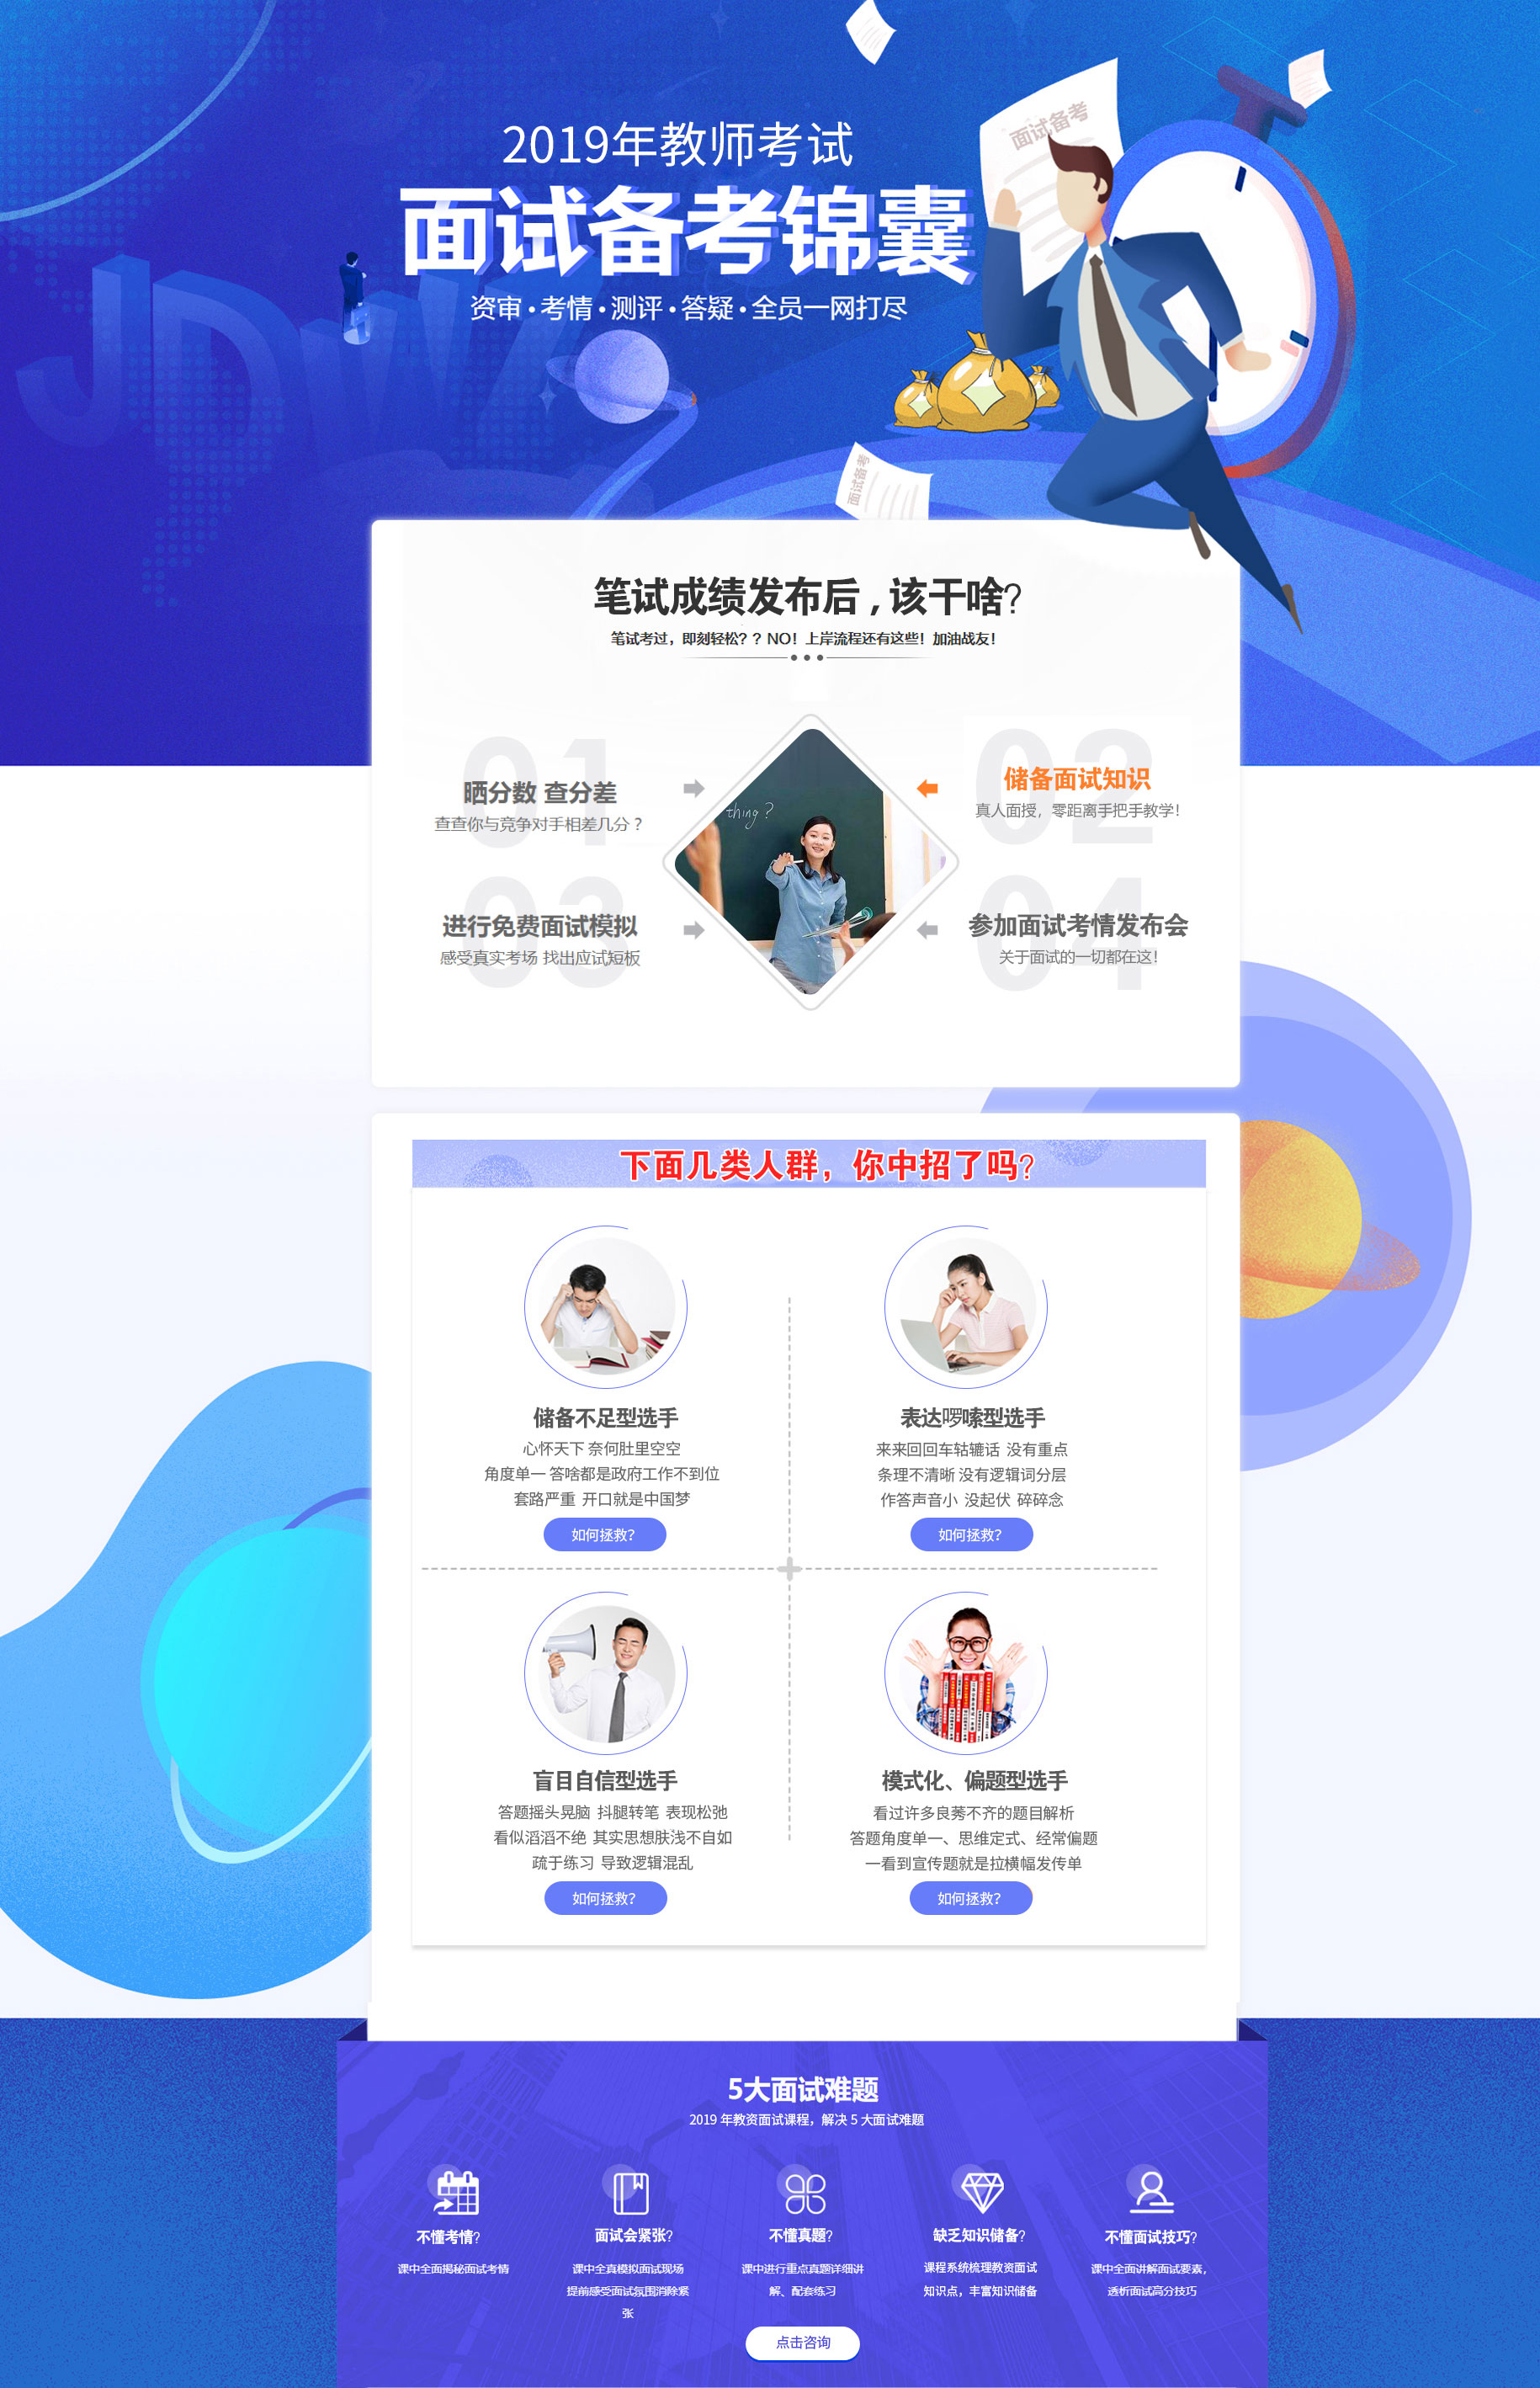 面试备考
2019年教师考试
面试备考锦囊
资审·考情·测评·答疑·全员一网打尽
JDWZ
面试备考
笔试成绩发布后,该干啥?
笔试考过，即刻轻松？？NO！上岸流程还有这些！加油战友！
01
晒分数 查分差
查查你与竞争对手相差几分？
02
储备面试知识
真人面授，零距离手把手教学！
thing ?
03
进行免费面试模拟
感受真实考场 找出应试短板
04
参加面试考情发布会
关于面试的一切都在这！
下面几类人群，你中招了吗?
储备不足型选手
心怀天下 奈何肚里空空
角度单一 答啥都是政府工作不到位
套路严重 开口就是中国梦
如何拯救?
表达啰嗦型选手
来来回回车轱辘话 没有重点
条理不清晰 没有逻辑词分层
作答声音小 没起伏 碎碎念
如何拯救?
盲目自信型选手
答题摇头晃脑 抖腿转笔 表现松弛
看似滔滔不绝 其实思想肤浅不自如
疏于练习 导致逻辑混乱
如何拯救?
模式化、偏题型选手
看过许多良莠不齐的题目解析
答题角度单一、思维定式、经常偏题
一看到宣传题就是拉横幅发传单
如何拯救?
5大面试难题
2019 年教资面试课程，解决 5 大面试难题
不懂考情?
课中全面揭秘面试考情
面试会紧张?
课中全真模拟面试现场
提前感受面试氛围消除紧
张
不懂真题?
课中进行重点真题详细讲
解、配套练习
缺乏知识储备?
课程系统梳理教资面试
知识点，丰富知识储备
不懂面试技巧?
课中全面讲解面试要素，
透析面试高分技巧
点击咨询